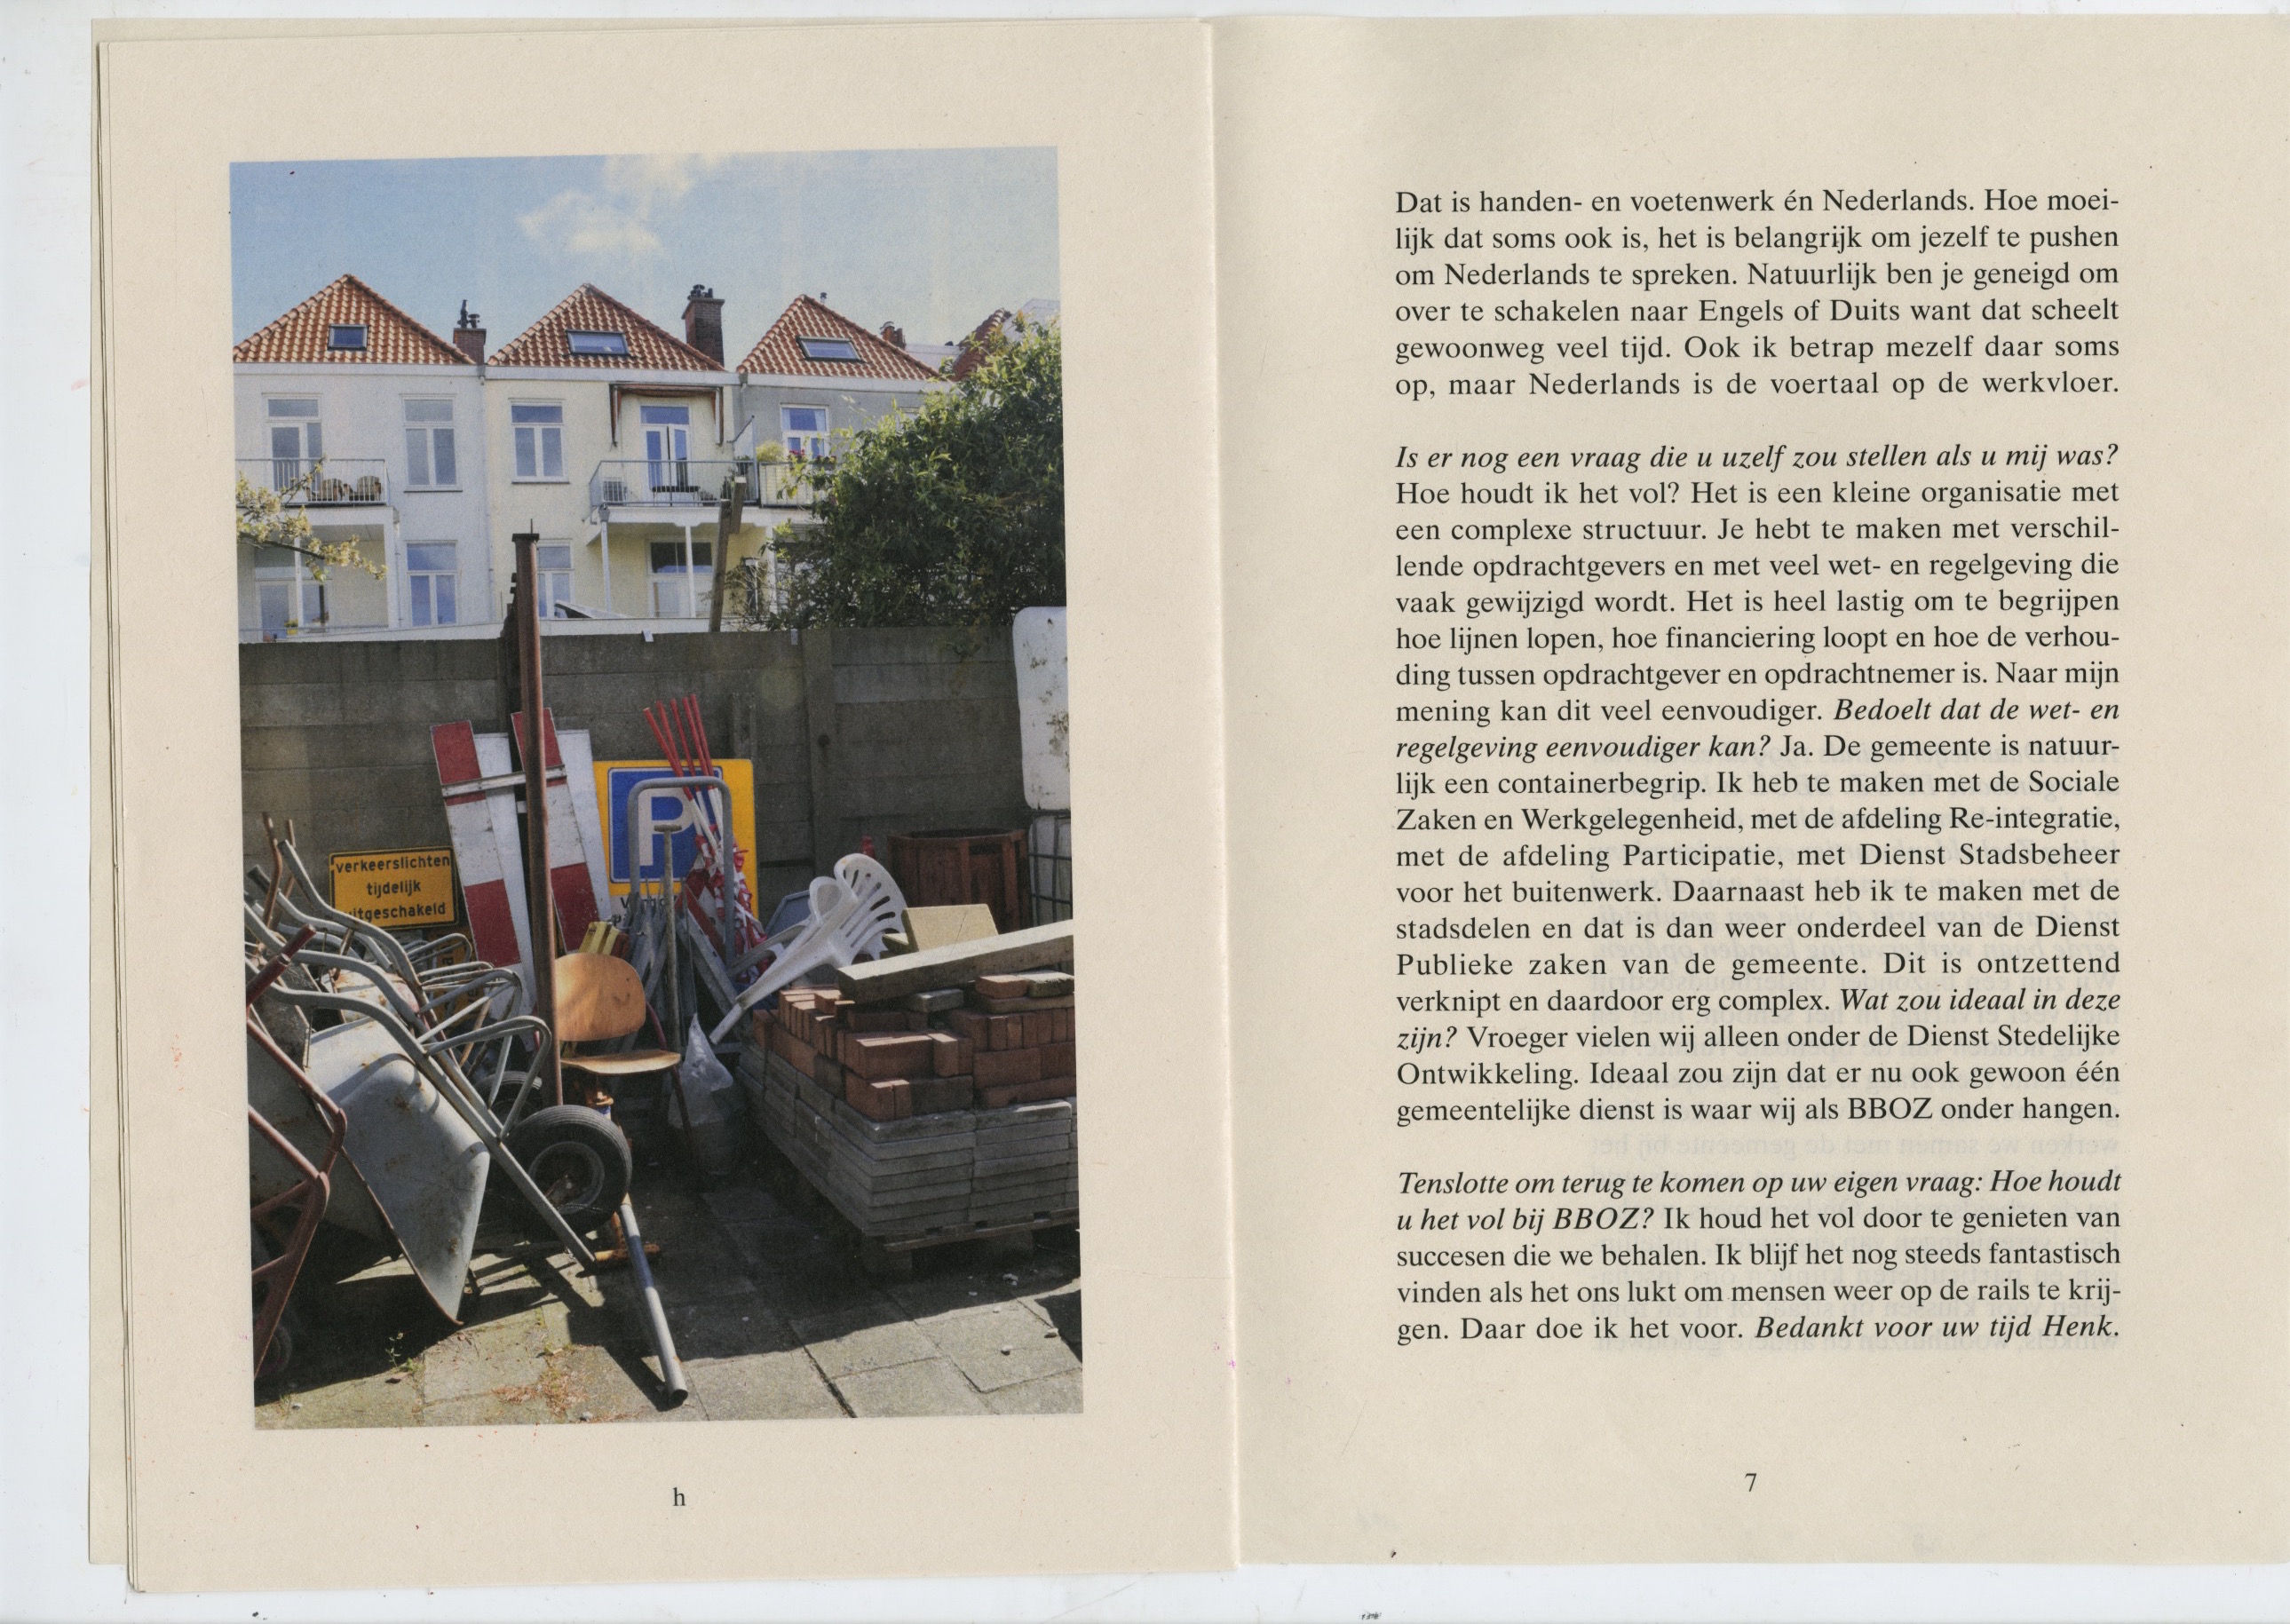 verkeerslichten
tijdelijk
uitgeschakeld
P
h
Dat is handen- en voetenwerk én Nederlands. Hoe moei-
lijk dat soms ook is, het is belangrijk om jezelf te pushen
om Nederlands te spreken. Natuurlijk ben je geneigd om
over te schakelen naar Engels of Duits want dat scheelt
gewoonweg veel tijd. Ook ik betrap mezelf daar soms
op, maar Nederlands is de voertaal op de werkvloer.
Is er nog een vraag die u uzelf zou stellen als u mij was?
Hoe houdt ik het vol? Het is een kleine organisatie met
een complexe structuur. Je hebt te maken met verschil-
lende opdrachtgevers en met veel wet- en regelgeving die
vaak gewijzigd wordt. Het is heel lastig om te begrijpen
hoe lijnen lopen, hoe financiering loopt en hoe de verhou-
ding tussen opdrachtgever en opdrachtnemer is. Naar mijn
mening kan dit veel eenvoudiger. Bedoelt dat de wet- en
regelgeving eenvoudiger kan? Ja. De gemeente is natuur-
lijk een containerbegrip. Ik heb te maken met de Sociale
Zaken en Werkgelegenheid, met de afdeling Re-integratie,
met de afdeling Participatie, met Dienst Stadsbeheer
voor het buitenwerk. Daarnaast heb ik te maken met de
stadsdelen en dat is dan weer onderdeel van de Dienst
Publieke zaken van de gemeente. Dit is ontzettend
verknipt en daardoor erg complex. Wat zou ideaal in deze
zijn? Vroeger vielen wij alleen onder de Dienst Stedelijke
Ontwikkeling. Ideaal zou zijn dat er nu ook gewoon één
gemeentelijke dienst is waar wij als BBOZ onder hangen.
Tenslotte om terug te komen op uw eigen vraag: Hoe houdt
u het vol bij BBOZ? Ik houd het vol door te genieten van
succesen die we behalen. Ik blijf het nog steeds fantastisch
vinden als het ons lukt om mensen weer op de rails te krij-
gen. Daar doe ik het voor. Bedankt voor uw tijd Henk.
7